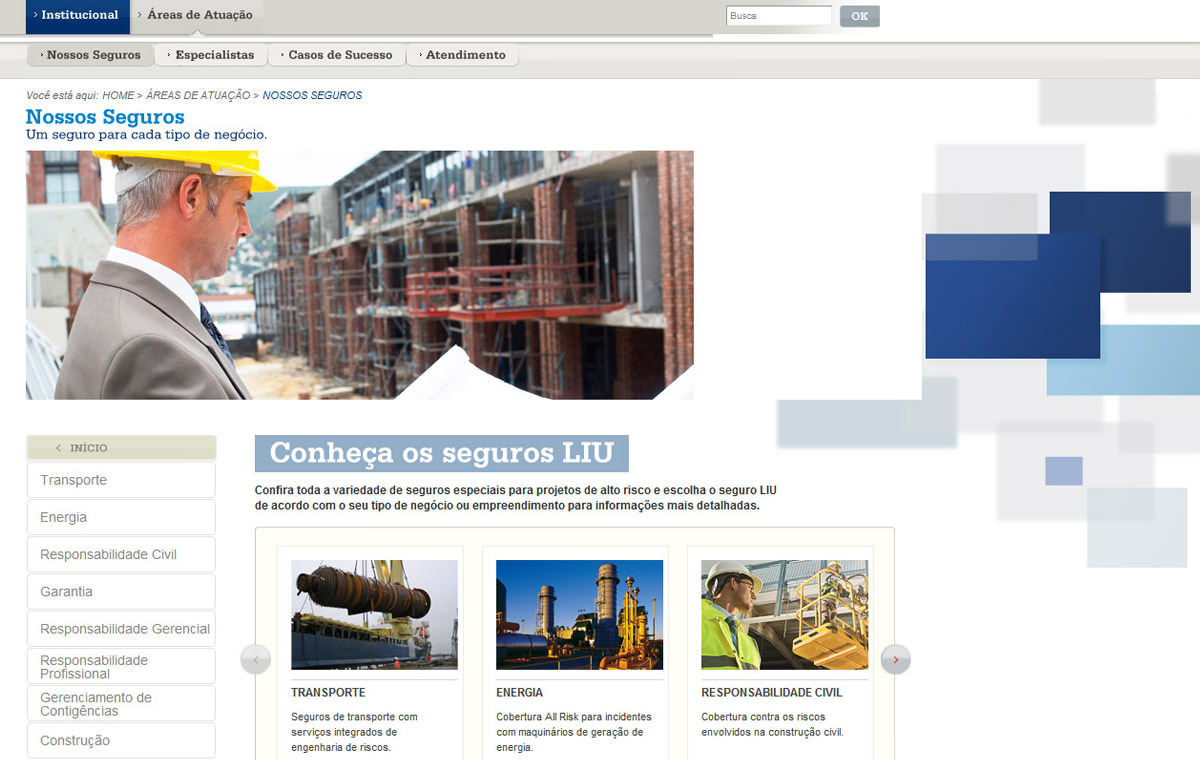 › Institucional
› Áreas de Atuação
Busca
OK
› Nossos Seguros
› Especialistas
› Casos de Sucesso
› Atendimento
Você está aqui: HOME > ÁREAS DE ATUAÇÃO > NOSSOS SEGUROS
Nossos Seguros
Um seguro para cada tipo de negócio.
‹ INÍCIO
Transporte
Energia
Responsabilidade Civil
Garantia
Responsabilidade Gerencial
Responsabilidade
Profissional
Gerenciamento de
Contigências
Construção
Conheça os seguros LIU
Confira toda a variedade de seguros especiais para projetos de alto risco e escolha o seguro LIU
de acordo com o seu tipo de negócio ou empreendimento para informações mais detalhadas.
TRANSPORTE
Seguros de transporte com
serviços integrados de
engenharia de riscos.
ENERGIA
Cobertura All Risk para incidentes
com maquinários de geração de
energia.
RESPONSABILIDADE CIVIL
Cobertura contra os riscos
envolvidos na construção civil.